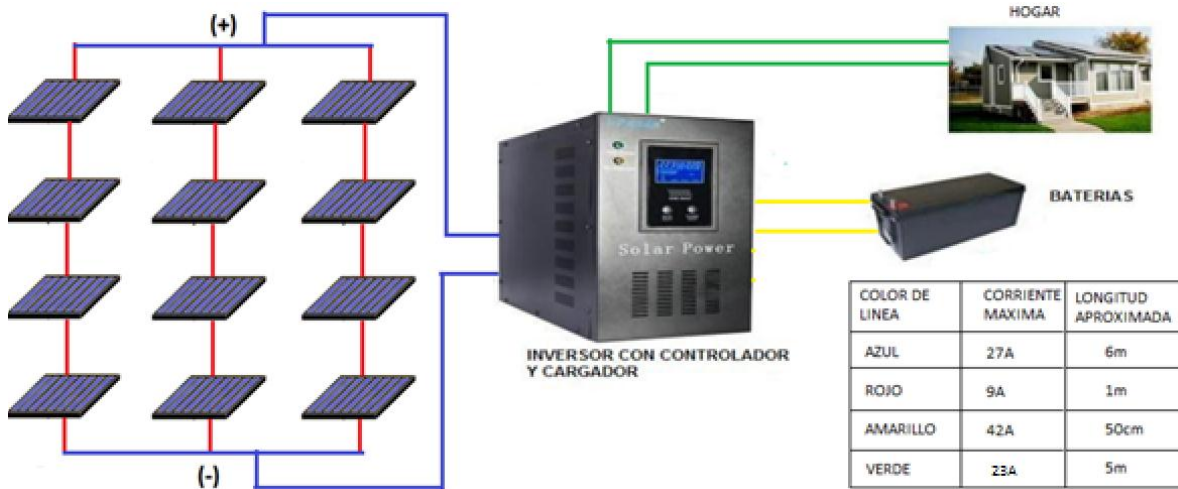 (+)
HOGAR
BATERIAS
Solar Power
INVERSOR CON CONTROLADOR
Y CARGADOR
(-)
COLOR DE LINEA CORRIENTE MAXIMA LONGITUD APROXIMADA
AZUL 27A 6m
ROJO 9A 1m
AMARILLO 42A 50cm
VERDE 23A 5m